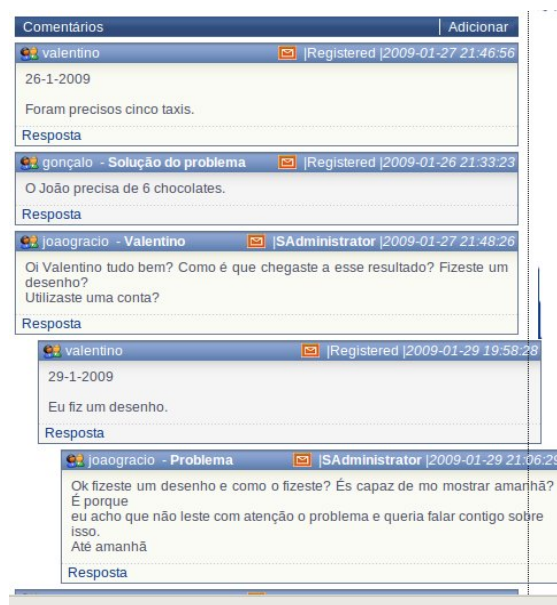 Comentários | Adicionar
valentino |Registered |2009-01-27 21:46:56
26-1-2009
Foram precisos cinco taxis.
Resposta
gonçalo - Solução do problema |Registered |2009-01-26 21:33:23
O João precisa de 6 chocolates.
Resposta
joaogracio - Valentino |SAdministrator |2009-01-27 21:48:26
Oi Valentino tudo bem? Como é que chegaste a esse resultado? Fizeste um
desenho?
Utilizaste uma conta?
Resposta
valentino |Registered |2009-01-29 19:58:28
29-1-2009
Eu fiz um desenho.
Resposta
joaogracio - Problema |SAdministrator |2009-01-29 21:06:29
Ok fizeste um desenho e como o fizeste? És capaz de mo mostrar amanhã?
É porque
eu acho que não leste com atenção o problema e queria falar contigo sobre
isso.
Até amanhã
Resposta